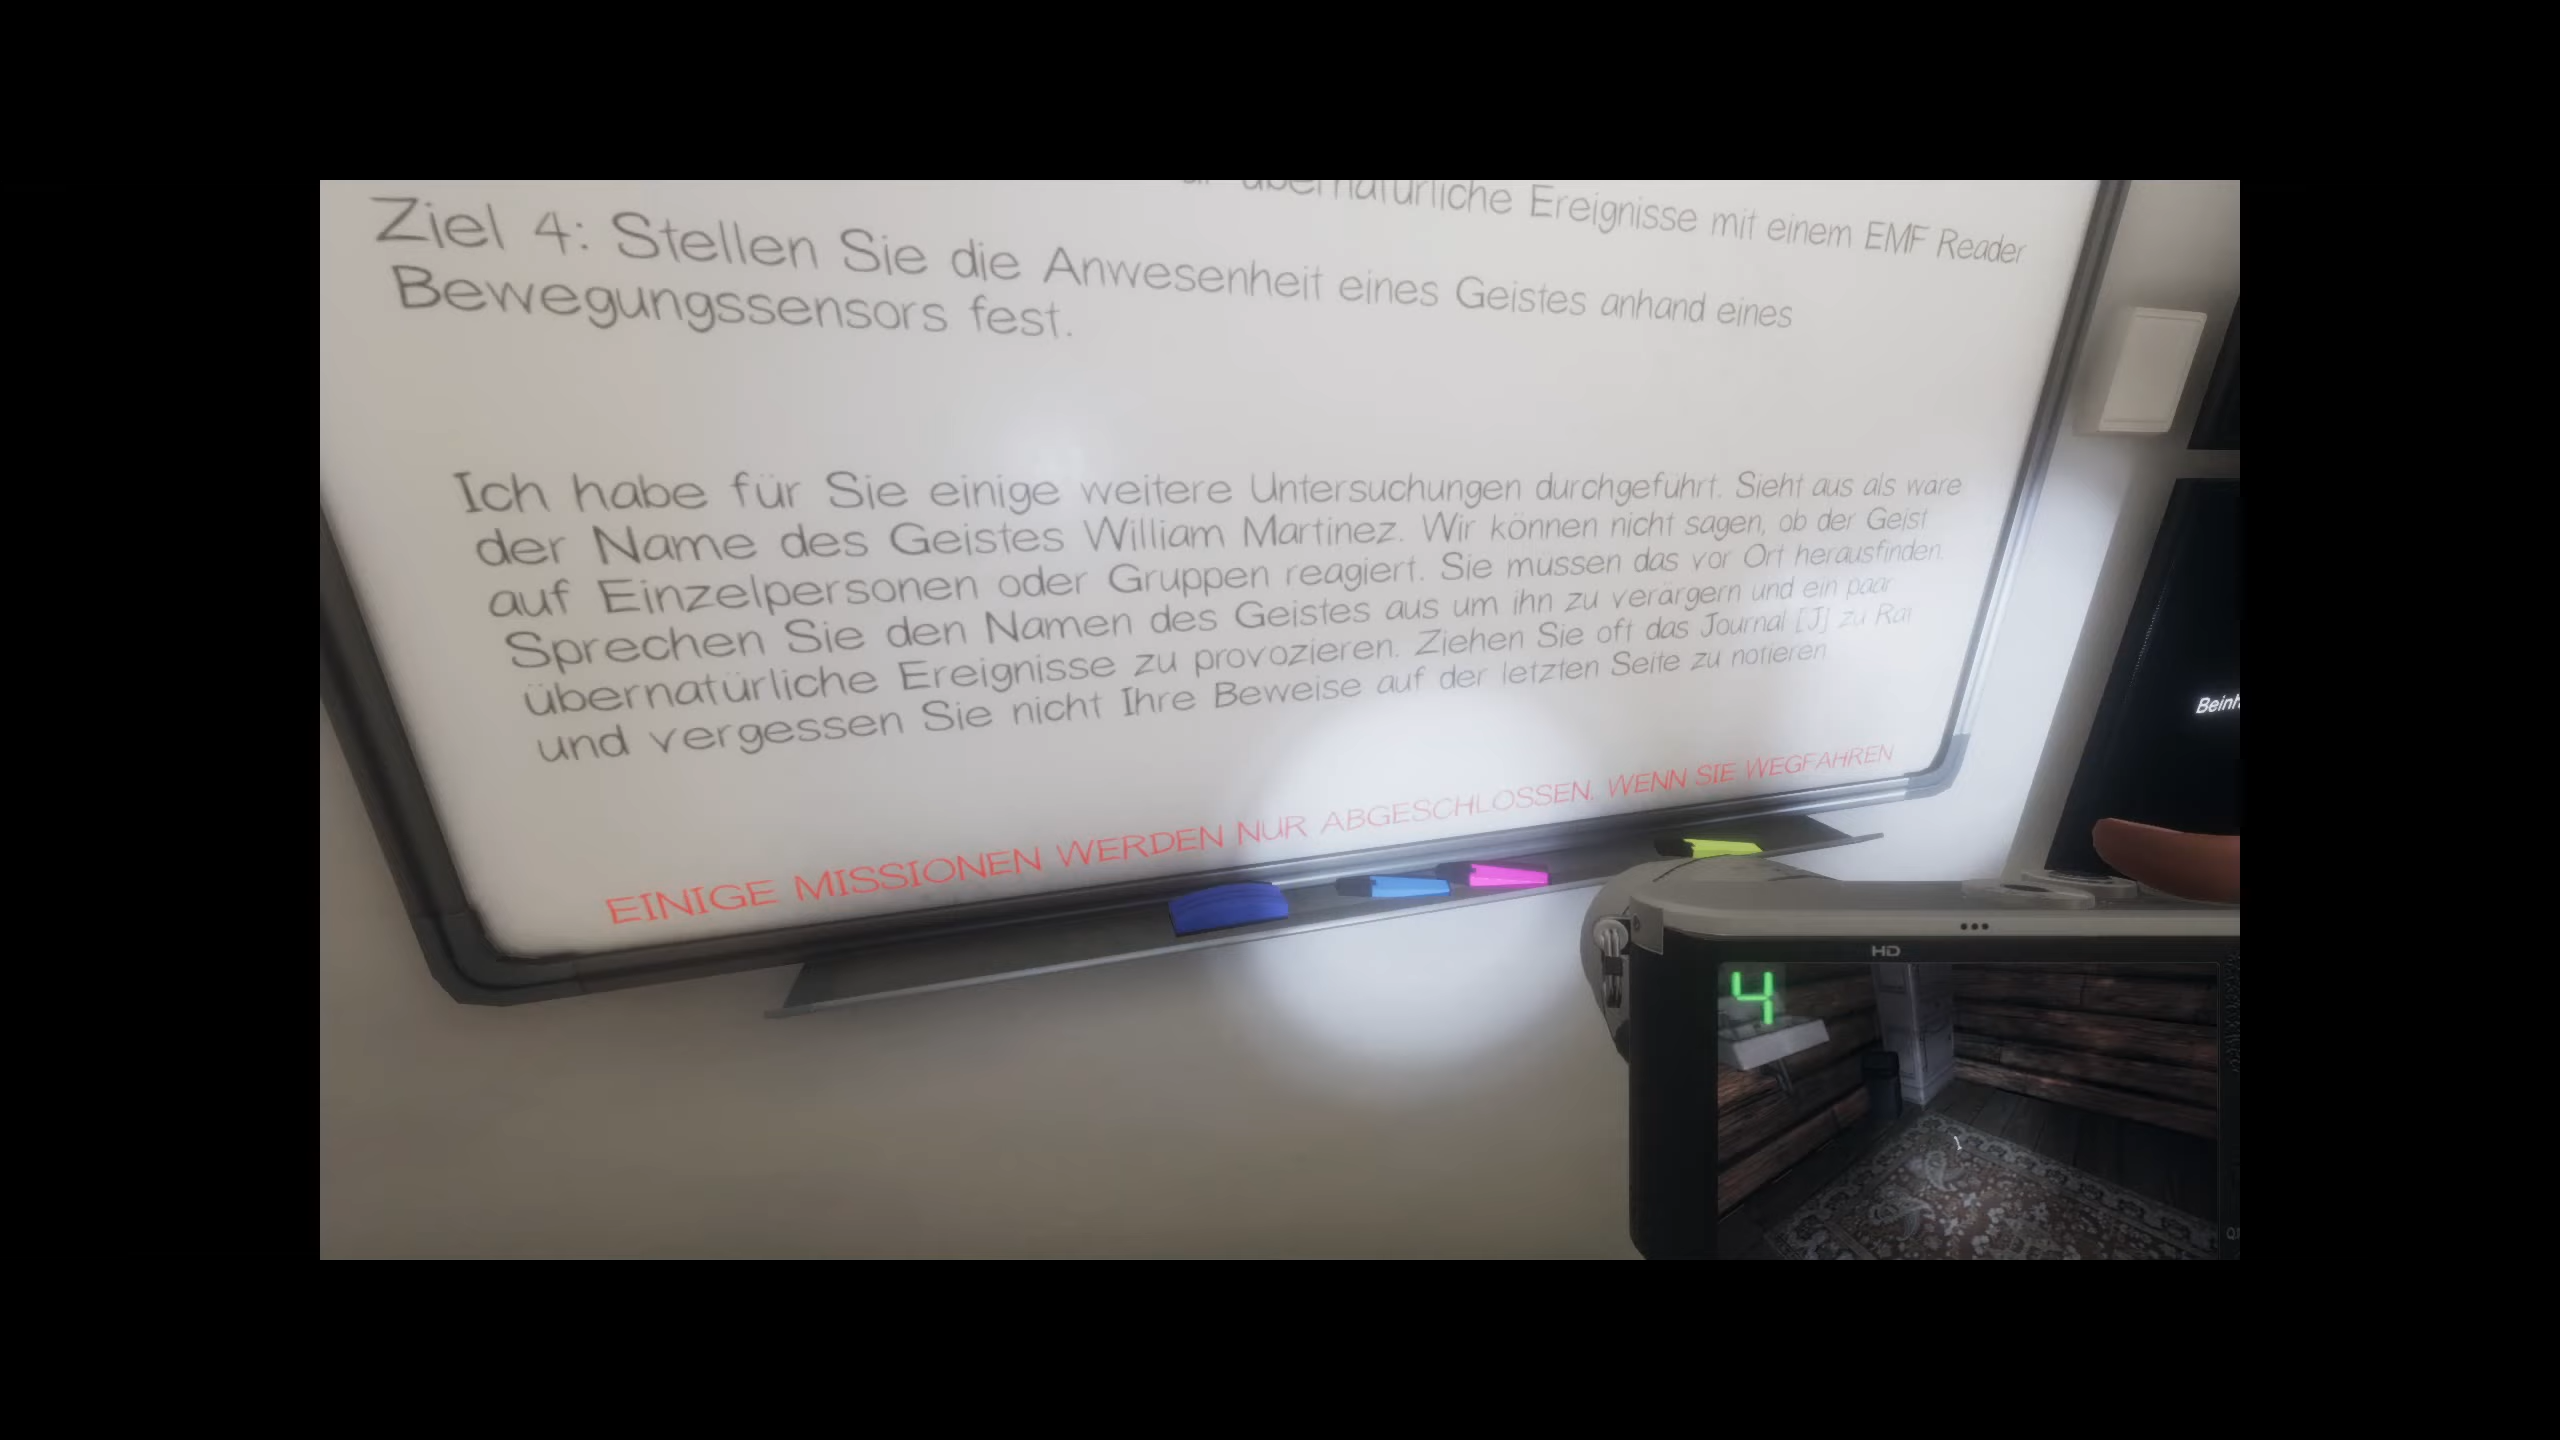 übernatürliche Ereignisse mit einem EMF Reader
Ziel 4: Stellen Sie die Anwesenheit eines Geistes anhand eines
Bewegungssensors fest.
Ich habe für Sie einige weitere Untersuchungen durchgeführt. Sieht aus als ware
der Name des Geistes William Martinez. Wir können nicht sagen, ob der Geist
auf Einzelpersonen oder Gruppen reagiert. Sie mussen das vor Ort herausfinden.
Sprechen Sie den Namen des Geistes aus um ihn zu verärgern und ein paar
übernatürliche Ereignisse zu provozieren. Ziehen Sie oft das Journal [J] zu Rat
und vergessen Sie nicht Ihre Beweise auf der letzten Seite zu notieren.
EINIGE MISSIONEN WERDEN NUR ABGESCHLOSSEN, WENN SIE WEGFAHREN
HD
4